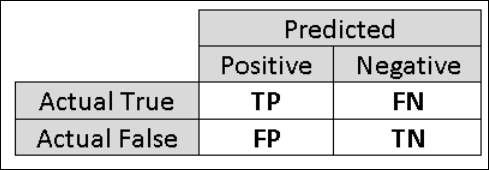 Predicted
Positive Negative
Actual True TP FN
Actual False FP TN